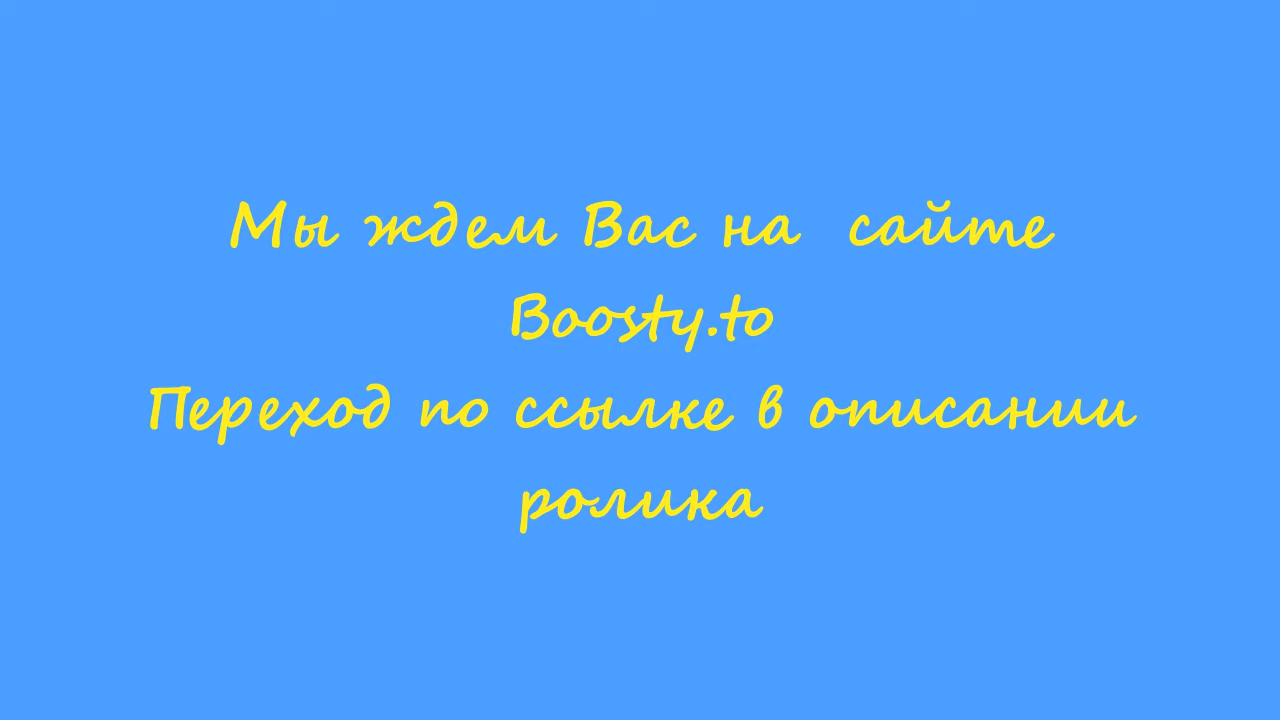 Мы ждем Вас на сайте
Boosty.to
Переход по ссылке в описании
ролика